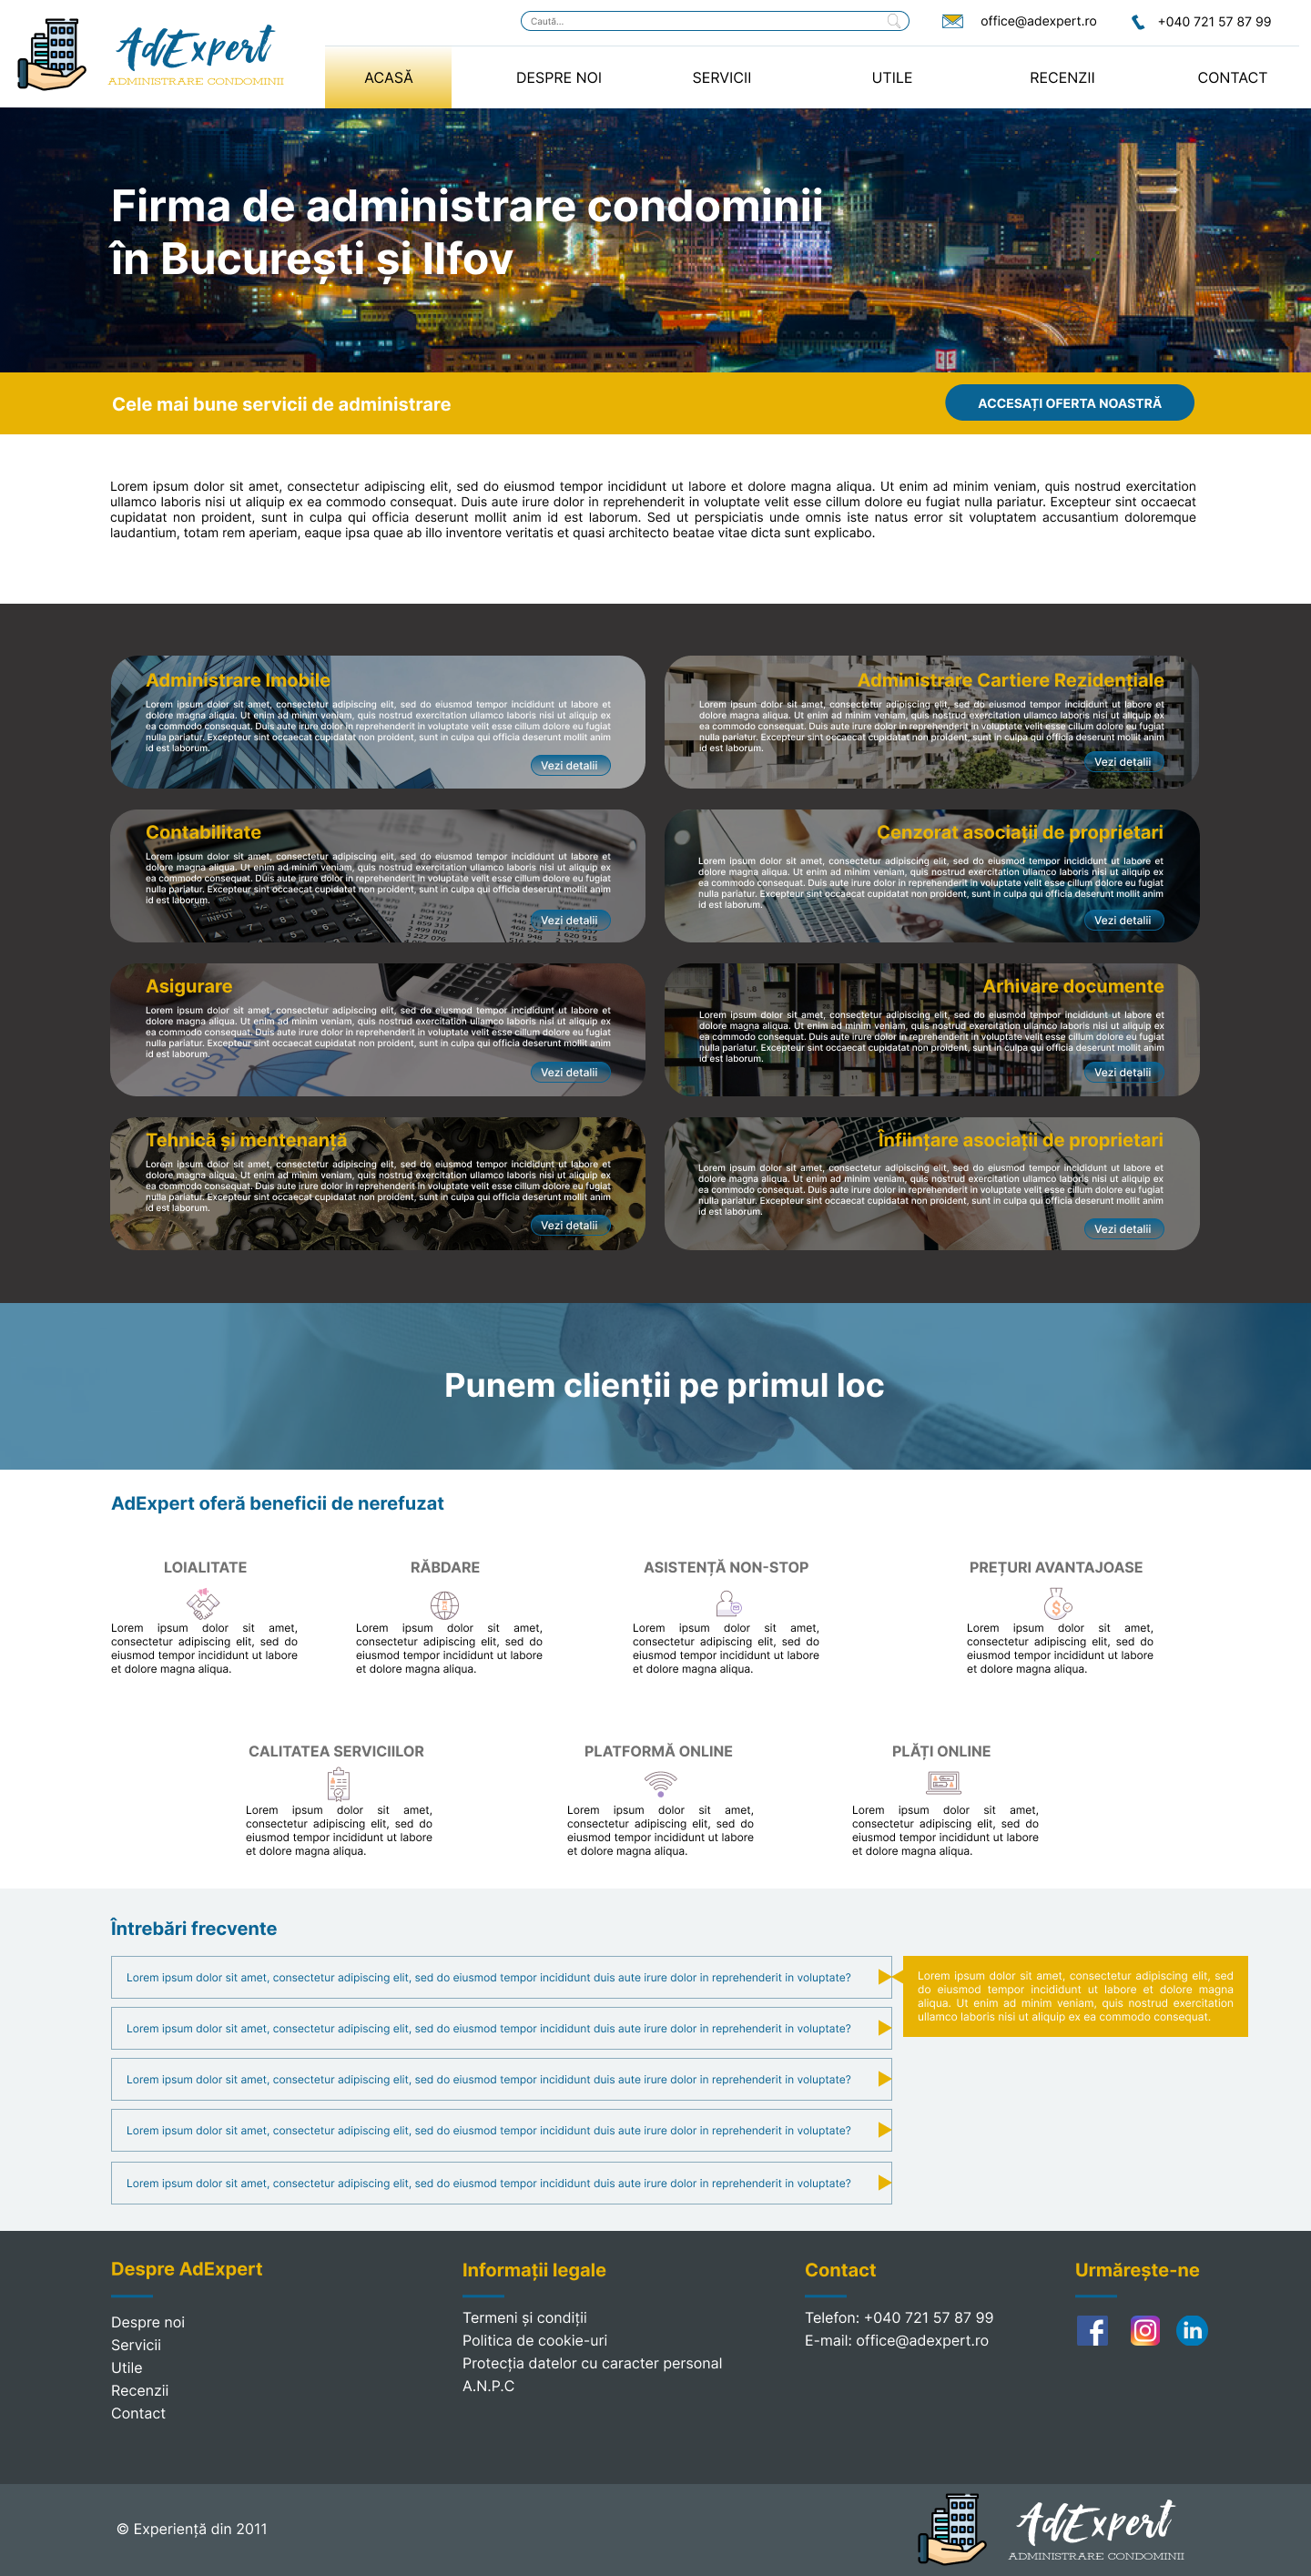 AdExpert
ADMINISTRARE CONDOMINII
Caută...
office@adexpert.ro
+040 721 57 87 99
ACASĂ
DESPRE NOI
SERVICII
UTILE
RECENZII
CONTACT
Firma de administrare condominii
în București și Ilfov
Cele mai bune servicii de administrare
ACCESAȚI OFERTA NOASTRĂ
Lorem ipsum dolor sit amet, consectetur adipiscing elit, sed do eiusmod tempor incididunt ut labore et dolore magna aliqua. Ut enim ad minim veniam, quis nostrud exercitation
ullamco laboris nisi ut aliquip ex ea commodo consequat. Duis aute irure dolor in reprehenderit in voluptate velit esse cillum dolore eu fugiat nulla pariatur. Excepteur sint occaecat
cupidatat non proident, sunt in culpa qui officia deserunt mollit anim id est laborum. Sed ut perspiciatis unde omnis iste natus error sit voluptatem accusantium doloremque
laudantium, totam rem aperiam, eaque ipsa quae ab illo inventore veritatis et quasi architecto beatae vitae dicta sunt explicabo.
Administrare Imobile
Lorem ipsum dolor sit amet, consectetur adipiscing elit, sed do eiusmod tempor incididunt ut labore et
dolore magna aliqua. Ut enim ad minim veniam, quis nostrud exercitation ullamco laboris nisi ut aliquip ex
ea commodo consequat. Duis aute irure dolor in reprehenderit in voluptate velit esse cillum dolore eu fugiat
nulla pariatur. Excepteur sint occaecat cupidatat non proident, sunt in culpa qui officia deserunt mollit anim
id est laborum.
Vezi detalii
Administrare Cartiere Rezidențiale
Lorem ipsum dolor sit amet, consectetur adipiscing elit, sed do eiusmod tempor incididunt ut labore et
dolore magna aliqua. Ut enim ad minim veniam, quis nostrud exercitation ullamco laboris nisi ut aliquip ex
ea commodo consequat. Duis aute irure dolor in reprehenderit in voluptate velit esse cillum dolore eu fugiat
nulla pariatur. Excepteur sint occaecat cupidatat non proident, sunt in culpa qui officia deserunt mollit anim
id est laborum.
Vezi detalii
Contabilitate
Lorem ipsum dolor sit amet, consectetur adipiscing elit, sed do eiusmod tempor incididunt ut labore et
dolore magna aliqua. Ut enim ad minim veniam, quis nostrud exercitation ullamco laboris nisi ut aliquip ex
ea commodo consequat. Duis aute irure dolor in reprehenderit in voluptate velit esse cillum dolore eu fugiat
nulla pariatur. Excepteur sint occaecat cupidatat non proident, sunt in culpa qui officia deserunt mollit anim
id est laborum.
Vezi detalii
Cenzorat asociații de proprietari
Lorem ipsum dolor sit amet, consectetur adipiscing elit, sed do eiusmod tempor incididunt ut labore et
dolore magna aliqua. Ut enim ad minim veniam, quis nostrud exercitation ullamco laboris nisi ut aliquip ex
ea commodo consequat. Duis aute irure dolor in reprehenderit in voluptate velit esse cillum dolore eu fugiat
nulla pariatur. Excepteur sint occaecat cupidatat non proident, sunt in culpa qui officia deserunt mollit anim
id est laborum.
Vezi detalii
Asigurare
Lorem ipsum dolor sit amet, consectetur adipiscing elit, sed do eiusmod tempor incididunt ut labore et
dolore magna aliqua. Ut enim ad minim veniam, quis nostrud exercitation ullamco laboris nisi ut aliquip ex
ea commodo consequat. Duis aute irure dolor in reprehenderit in voluptate velit esse cillum dolore eu fugiat
nulla pariatur. Excepteur sint occaecat cupidatat non proident, sunt in culpa qui officia deserunt mollit anim
id est laborum.
Vezi detalii
Arhivare documente
Lorem ipsum dolor sit amet, consectetur adipiscing elit, sed do eiusmod tempor incididunt ut labore et
dolore magna aliqua. Ut enim ad minim veniam, quis nostrud exercitation ullamco laboris nisi ut aliquip ex
ea commodo consequat. Duis aute irure dolor in reprehenderit in voluptate velit esse cillum dolore eu fugiat
nulla pariatur. Excepteur sint occaecat cupidatat non proident, sunt in culpa qui officia deserunt mollit anim
id est laborum.
Vezi detalii
Tehnică și mentenanță
Lorem ipsum dolor sit amet, consectetur adipiscing elit, sed do eiusmod tempor incididunt ut labore et
dolore magna aliqua. Ut enim ad minim veniam, quis nostrud exercitation ullamco laboris nisi ut aliquip ex
ea commodo consequat. Duis aute irure dolor in reprehenderit in voluptate velit esse cillum dolore eu fugiat
nulla pariatur. Excepteur sint occaecat cupidatat non proident, sunt in culpa qui officia deserunt mollit anim
id est laborum.
Vezi detalii
Înființare asociații de proprietari
Lorem ipsum dolor sit amet, consectetur adipiscing elit, sed do eiusmod tempor incididunt ut labore et
dolore magna aliqua. Ut enim ad minim veniam, quis nostrud exercitation ullamco laboris nisi ut aliquip ex
ea commodo consequat. Duis aute irure dolor in reprehenderit in voluptate velit esse cillum dolore eu fugiat
nulla pariatur. Excepteur sint occaecat cupidatat non proident, sunt in culpa qui officia deserunt mollit anim
id est laborum.
Vezi detalii
Punem clienții pe primul loc
AdExpert oferă beneficii de nerefuzat
LOIALITATE
Lorem ipsum dolor sit amet,
consectetur adipiscing elit, sed do
eiusmod tempor incididunt ut labore
et dolore magna aliqua.
RĂBDARE
Lorem ipsum dolor sit amet,
consectetur adipiscing elit, sed do
eiusmod tempor incididunt ut labore
et dolore magna aliqua.
ASISTENȚĂ NON-STOP
Lorem ipsum dolor sit amet,
consectetur adipiscing elit, sed do
eiusmod tempor incididunt ut labore
et dolore magna aliqua.
PREȚURI AVANTAJOASE
Lorem ipsum dolor sit amet,
consectetur adipiscing elit, sed do
eiusmod tempor incididunt ut labore
et dolore magna aliqua.
CALITATEA SERVICIILOR
Lorem ipsum dolor sit amet,
consectetur adipiscing elit, sed do
eiusmod tempor incididunt ut labore
et dolore magna aliqua.
PLATFORMĂ ONLINE
Lorem ipsum dolor sit amet,
consectetur adipiscing elit, sed do
eiusmod tempor incididunt ut labore
et dolore magna aliqua.
PLĂȚI ONLINE
Lorem ipsum dolor sit amet,
consectetur adipiscing elit, sed do
eiusmod tempor incididunt ut labore
et dolore magna aliqua.
Întrebări frecvente
Lorem ipsum dolor sit amet, consectetur adipiscing elit, sed do eiusmod tempor incididunt duis aute irure dolor in reprehenderit in voluptate?
Lorem ipsum dolor sit amet, consectetur adipiscing elit, sed
do eiusmod tempor incididunt ut labore et dolore magna
aliqua. Ut enim ad minim veniam, quis nostrud exercitation
ullamco laboris nisi ut aliquip ex ea commodo consequat.
Lorem ipsum dolor sit amet, consectetur adipiscing elit, sed do eiusmod tempor incididunt duis aute irure dolor in reprehenderit in voluptate?
Lorem ipsum dolor sit amet, consectetur adipiscing elit, sed do eiusmod tempor incididunt duis aute irure dolor in reprehenderit in voluptate?
Lorem ipsum dolor sit amet, consectetur adipiscing elit, sed do eiusmod tempor incididunt duis aute irure dolor in reprehenderit in voluptate?
Lorem ipsum dolor sit amet, consectetur adipiscing elit, sed do eiusmod tempor incididunt duis aute irure dolor in reprehenderit in voluptate?
Despre AdExpert
Despre noi
Servicii
Utile
Recenzii
Contact
Informații legale
Termeni și condiții
Politica de cookie-uri
Protecția datelor cu caracter personal
A.N.P.C
Contact
Telefon: +040 721 57 87 99
E-mail: office@adexpert.ro
Urmărește-ne
© Experiență din 2011
AdExpert
ADMINISTRARE CONDOMINII